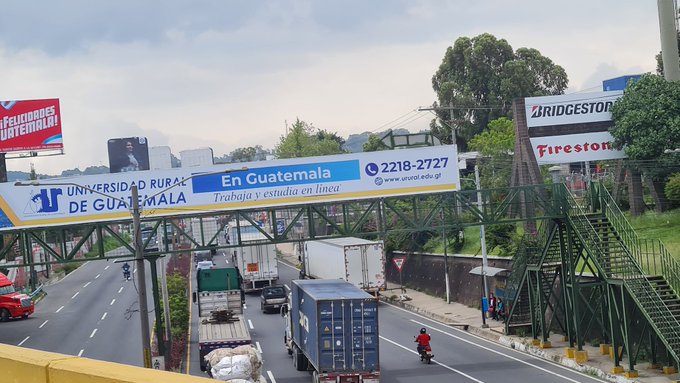 ¡FELICIDADES
GUATEMALA!
UR
UNIVERSIDAD RURAL
DE GUATEMALA
En Guatemala
Trabaja y estudia en línea
2218-2727
www.urural.edu.gt
BRIDGESTONE
Firestone